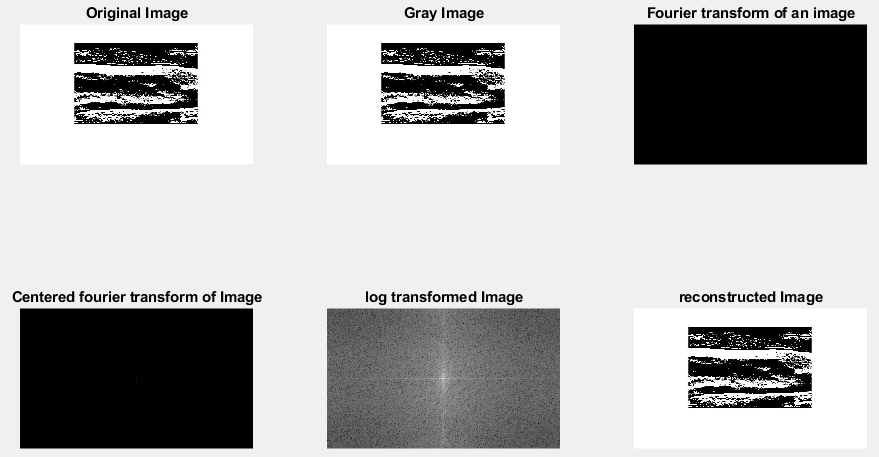 Original Image
Gray Image
Fourier transform of an image
Centered fourier transform of Image
log transformed Image
reconstructed Image